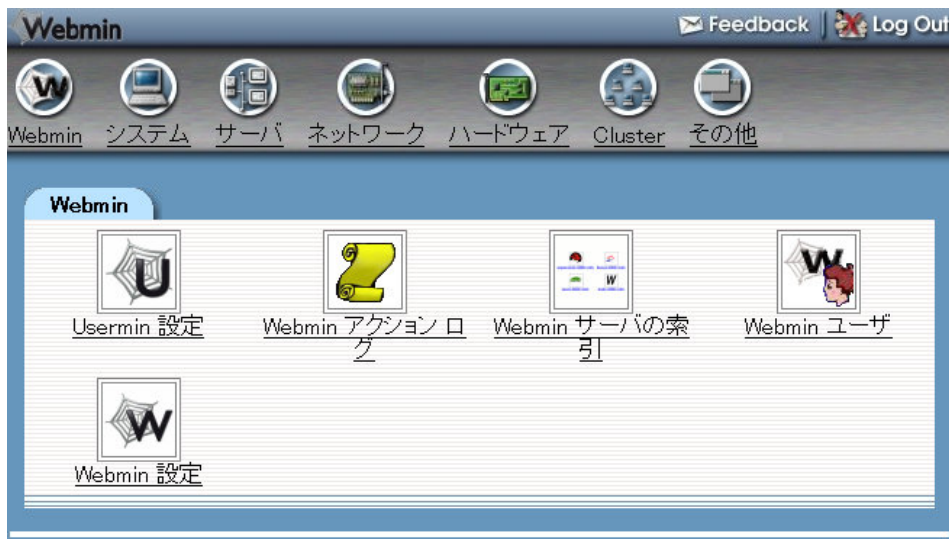 Webmin
Feedback
Log Out
Webmin システム サーバ ネットワーク ハードウェア Cluster その他
Webmin
Usermin 設定
Webmin アクション ロ
グ
Webmin サーバの索
引
Webmin ユーザ
Webmin 設定